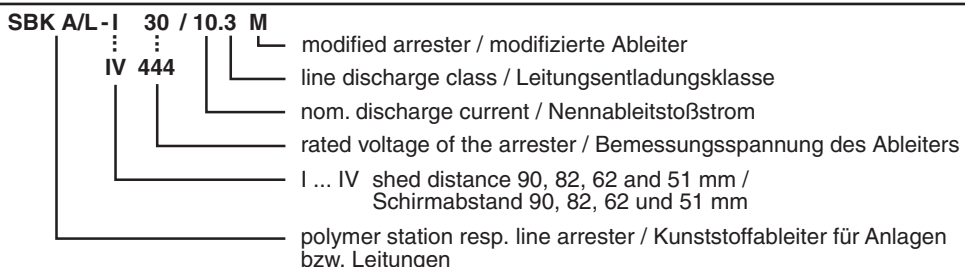 SBK A/L-I 30 / 10.3 M
IV 444
modified arrester / modifizierte Ableiter
line discharge class / Leitungsentladungsklasse
nom. discharge current / Nennableitstoßstrom
rated voltage of the arrester / Bemessungsspannung des Ableiters
I ... IV shed distance 90, 82, 62 and 51 mm /
Schirmabstand 90, 82, 62 und 51 mm
polymer station resp. line arrester / Kunststoffableiter für Anlagen
bzw. Leitungen